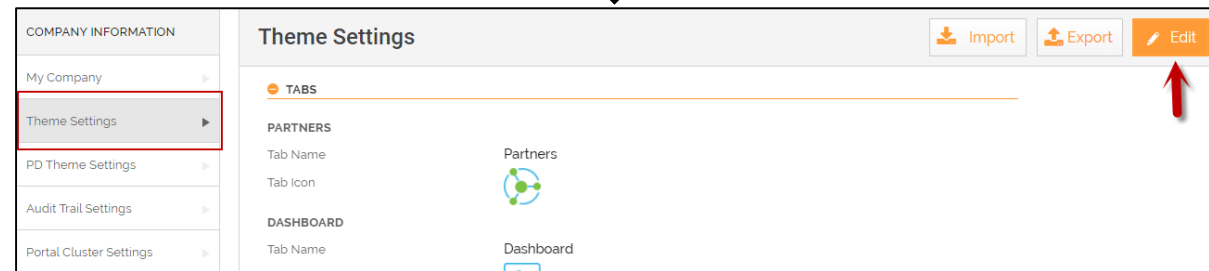 COMPANY INFORMATION
Theme Settings
Import
Export
Edit
My Company
Theme Settings
PD Theme Settings
Audit Trail Settings
Portal Cluster Settings
TABS
PARTNERS
Tab Name Partners
Tab Icon
DASHBOARD
Tab Name Dashboard